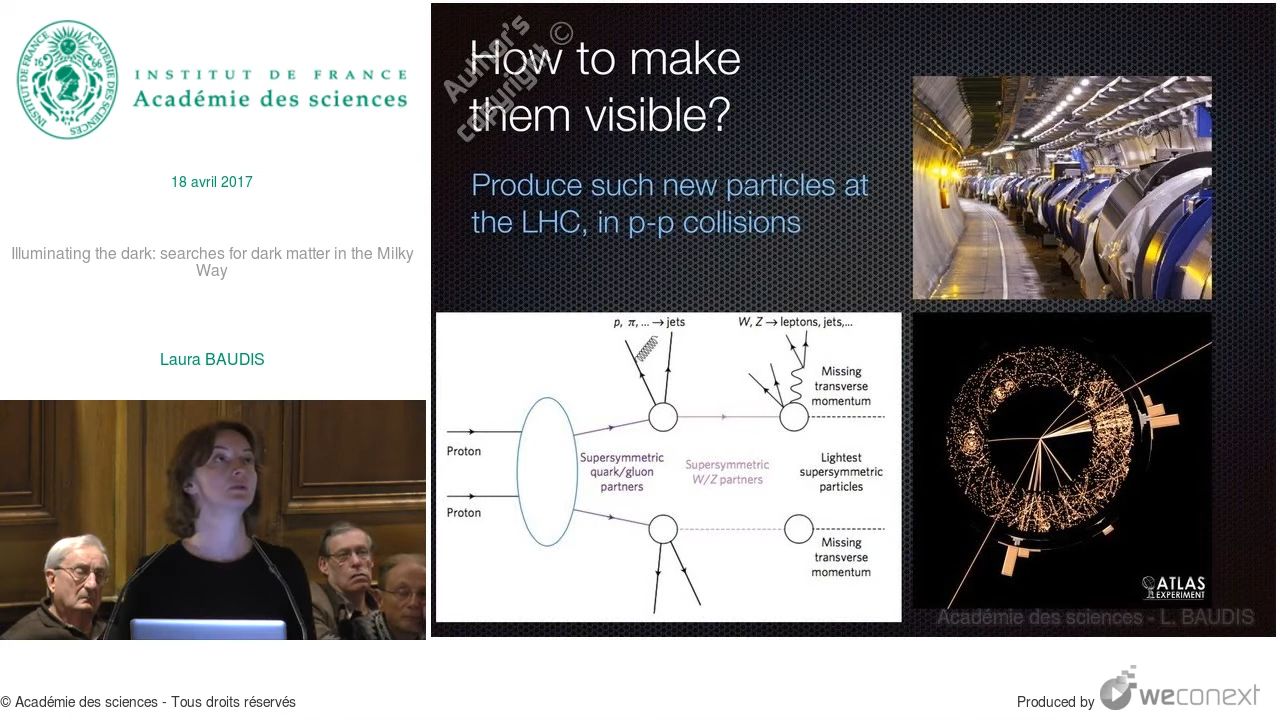 INSTITUT DE FRANCE
Académie des sciences
18 avril 2017
Illuminating the dark: searches for dark matter in the Milky
Way
Laura BAUDIS
Author's
copyright ©
How to make
them visible?
Produce such new particles at
the LHC, in p-p collisions
p, π,... → jets
W, Z → leptons, jets,...
Missing
transverse
momentum
Proton
Supersymmetric
quark/gluon
partners
Supersymmetric
W/Z partners
Lightest
supersymmetric
particles
Proton
Missing
transverse
momentum
ATLAS
EXPERIMENT
Académie des sciences - L. BAUDIS
© Académie des sciences - Tous droits réservés
Produced by weconext